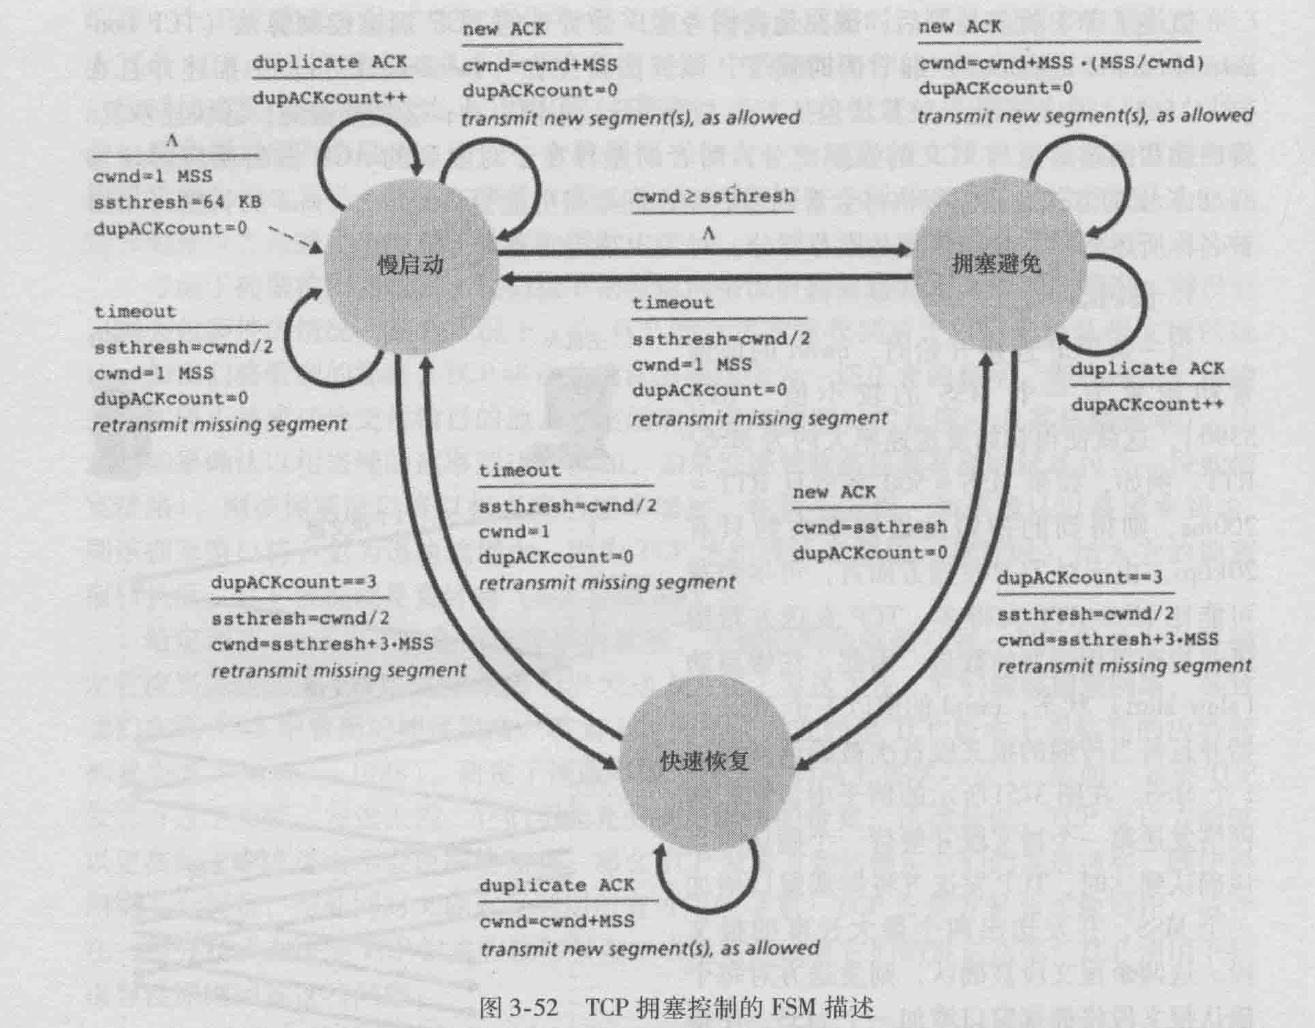 new ACK
cwnd=cwnd+MSS
dupACKcount=0
transmit new segment(s), as allowed
new ACK
cwnd=cwnd+MSS·(MSS/cwnd)
dupACKcount=0
transmit new segment(s), as allowed
duplicate ACK
dupACKcount++
Λ
cwnd=1 MSS
ssthresh=64 KB
dupACKcount=0
慢启动
cwnd≥ssthresh
Λ
拥塞避免
timeout
ssthresh=cwnd/2
cwnd=1 MSS
dupACKcount=0
retransmit missing segment
timeout
ssthresh=cwnd/2
cwnd=1 MSS
dupACKcount=0
retransmit missing segment
duplicate ACK
dupACKcount++
timeout
ssthresh=cwnd/2
cwnd=1
dupACKcount=0
retransmit missing segment
new ACK
cwnd=ssthresh
dupACKcount=0
dupACKcount==3
ssthresh=cwnd/2
cwnd=ssthresh+3·MSS
retransmit missing segment
dupACKcount==3
ssthresh=cwnd/2
cwnd=ssthresh+3·MSS
retransmit missing segment
快速恢复
duplicate ACK
cwnd=cwnd+MSS
transmit new segment(s), as allowed
图 3-52 TCP 拥塞控制的 FSM 描述